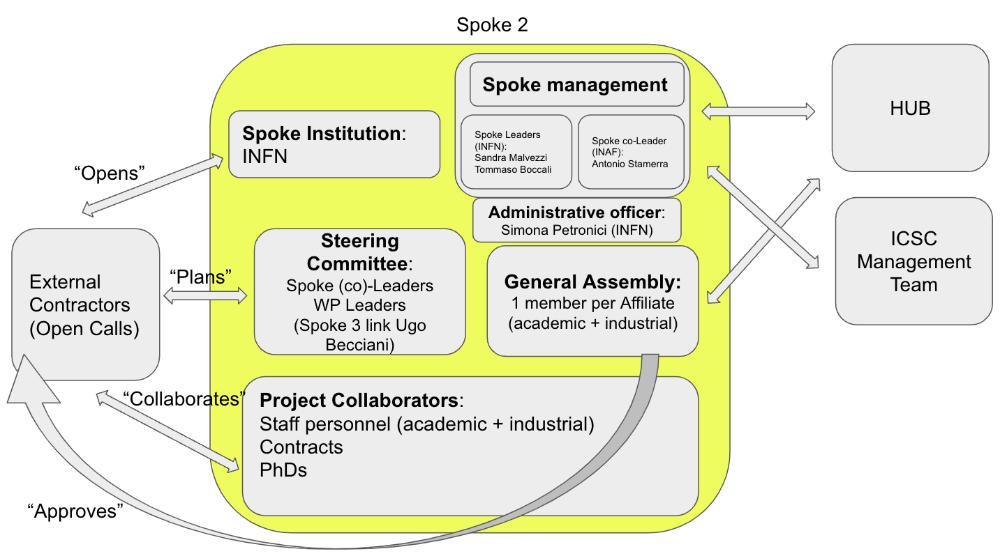 Spoke 2
Spoke management
Spoke Leaders
(INFN):
Sandra Malvezzi
Tommaso Boccali
Spoke co-Leader
(INAF):
Antonio Stamerra
Spoke Institution:
INFN
HUB
“Opens”
Administrative officer:
Simona Petronici (INFN)
Steering
Committee:
Spoke (co)-Leaders
WP Leaders
(Spoke 3 link Ugo
Becciani)
General Assembly:
1 member per Affiliate
(academic + industrial)
ICSC
Management
Team
External
Contractors
(Open Calls)
“Plans”
“Collaborates”
Project Collaborators:
Staff personnel (academic + industrial)
Contracts
PhDs
“Approves”